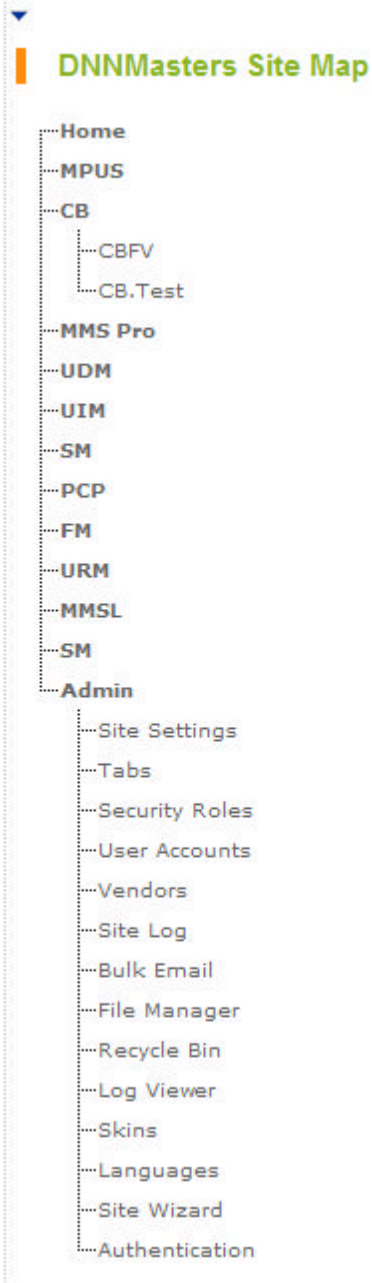 DNNMasters Site Map
Home
MPUS
CB
CBFV
CB.Test
MMS Pro
UDM
UIM
SM
PCP
FM
URM
MMSL
SM
Admin
Site Settings
Tabs
Security Roles
User Accounts
Vendors
Site Log
Bulk Email
File Manager
Recycle Bin
Log Viewer
Skins
Languages
Site Wizard
Authentication